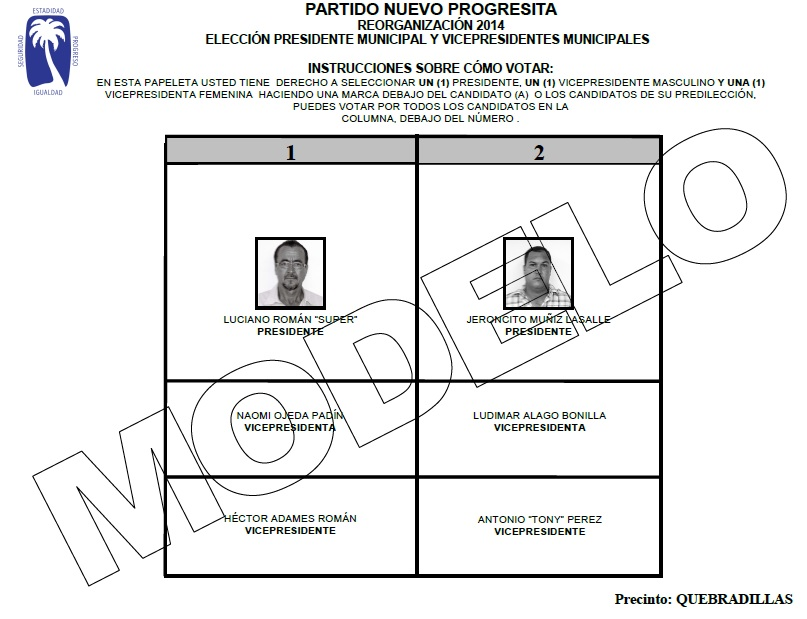 ESTADIDAD
SEGURIDAD
PROGRESO
IGUALDAD
PARTIDO NUEVO PROGRESITA
REORGANIZACIÓN 2014
ELECCIÓN PRESIDENTE MUNICIPAL Y VICEPRESIDENTES MUNICIPALES
INSTRUCCIONES SOBRE CÓMO VOTAR:
EN ESTA PAPELETA USTED TIENE DERECHO A SELECCIONAR UN (1) PRESIDENTE, UN (1) VICEPRESIDENTE MASCULINO Y UNA (1)
VICEPRESIDENTA FEMENINA HACIENDO UNA MARCA DEBAJO DEL CANDIDATO (A) O LOS CANDIDATOS DE SU PREDILECCIÓN,
PUEDES VOTAR POR TODOS LOS CANDIDATOS EN LA
COLUMNA, DEBAJO DEL NÚMERO .
1
2
LUCIANO ROMÁN "SUPER"
PRESIDENTE
JERONCITO MUÑIZ LASALLE
PRESIDENTE
NAOMI OJEDA PADÍN
VICEPRESIDENTA
LUDIMAR ALAGO BONILLA
VICEPRESIDENTA
HÉCTOR ADAMES ROMÁN
VICEPRESIDENTE
ANTONIO "TONY" PEREZ
VICEPRESIDENTE
MODELO
Precinto: QUEBRADILLAS